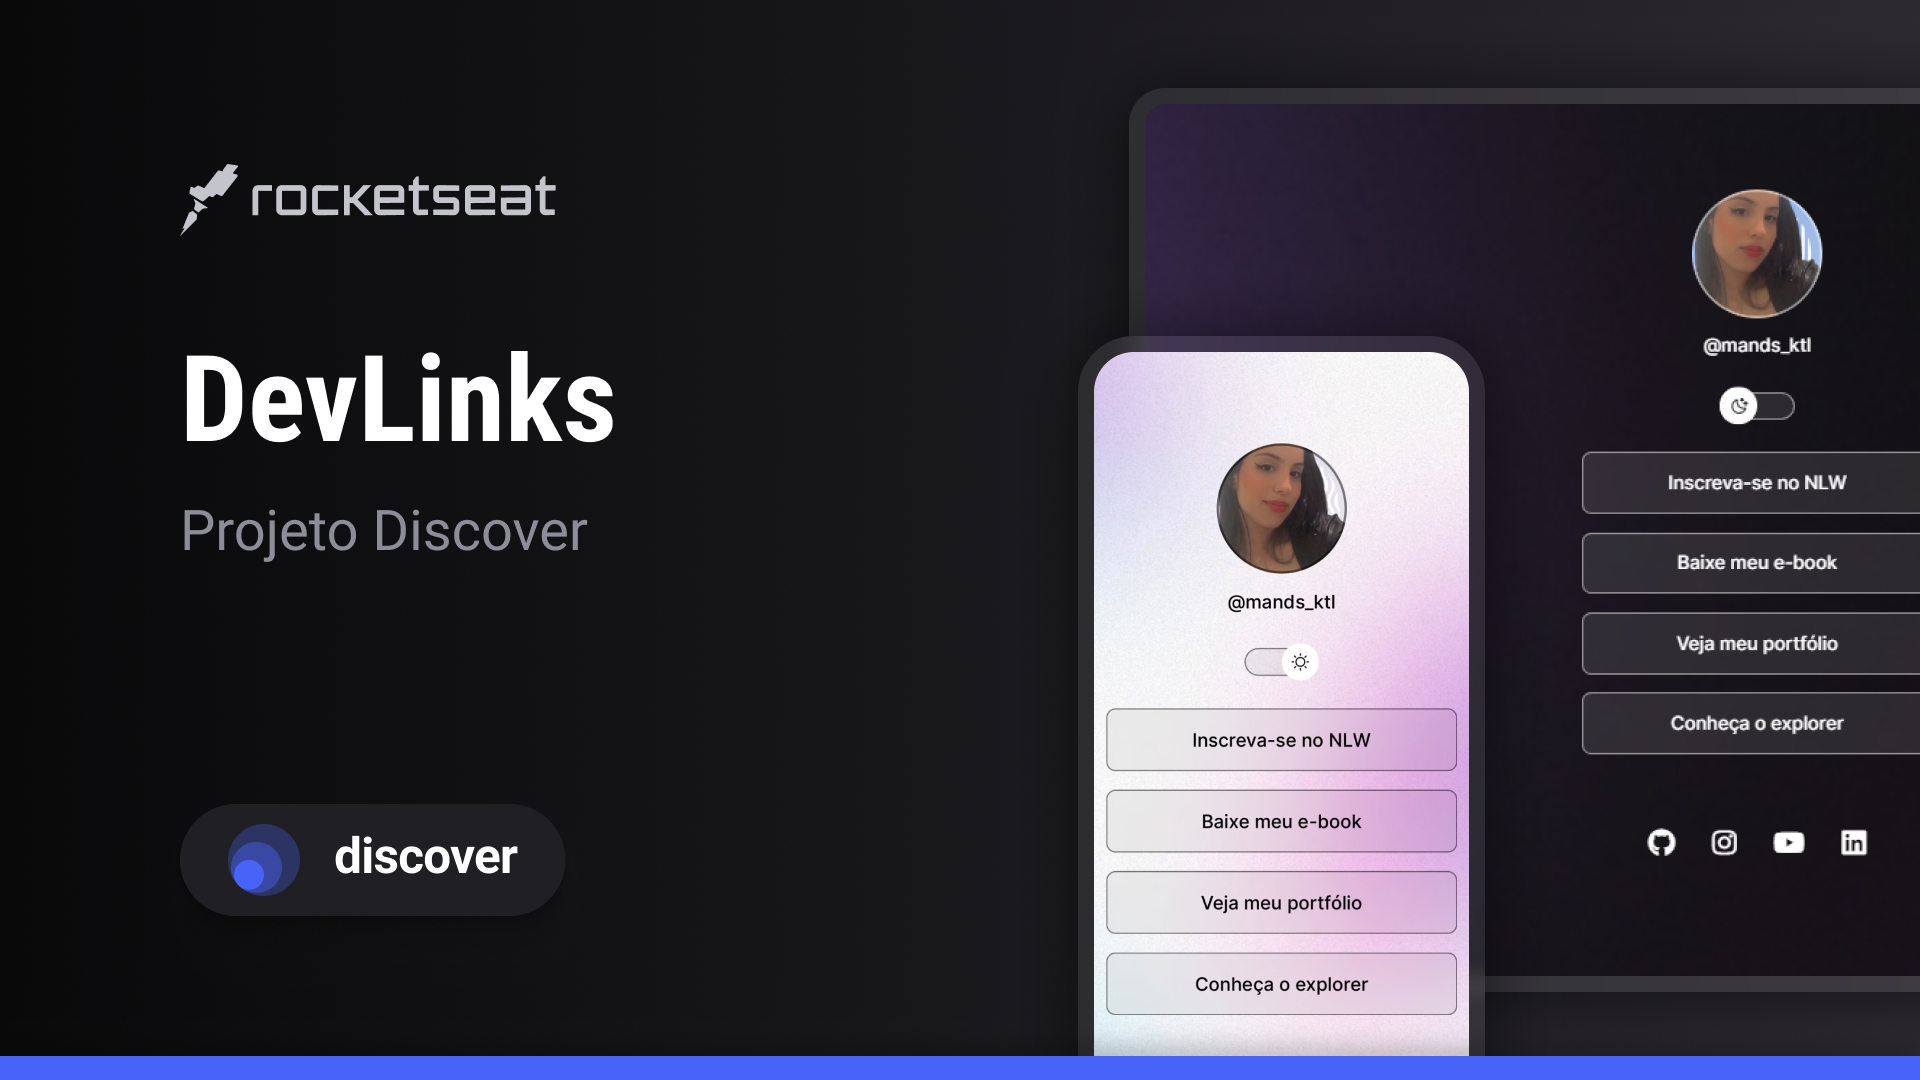 rocketseat
DevLinks
Projeto Discover
discover
@mands_ktl
Inscreva-se no NLW
Baixe meu e-book
Veja meu portfólio
Conheça o explorer
@mands_ktl
Inscreva-se no NLW
Baixe meu e-book
Veja meu portfólio
Conheça o explorer
in